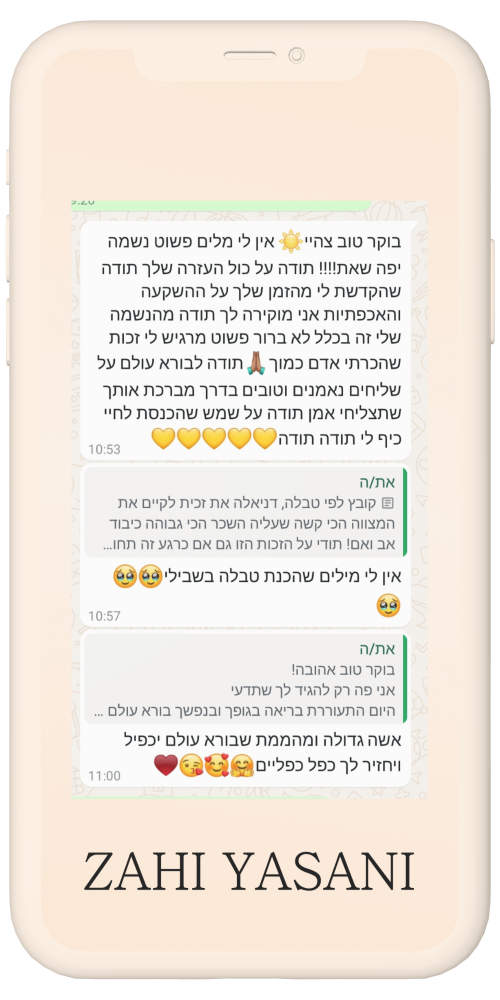 9:20
בוקר טוב צהיי☀️ אין לי מלים פשוט נשמה
יפה שאת!!!! תודה על כול העזרה שלך תודה
שהקדשת לי מהזמן שלך על ההשקעה
והאכפתיות אני מוקירה לך תודה מהנשמה
שלי זה בכלל לא ברור פשוט מרגיש לי זכות
שהכרתי אדם כמוך🙏🏽תודה לבורא עולם על
שליחים נאמנים וטובים בדרך מברכת אותך
שתצליחי אמן תודה על שמש שהכנסת לחיי
כיף לי תודה תודה💛💛💛💛💛
10:53
את/ה
קובץ לפי טבלה, דניאלה את זכית לקיים את
המצווה הכי קשה שעליה השכר הכי גבוהה כיבוד
אב ואם! תודי על הזכות הזו גם אם כרגע זה תחו...
אין לי מילים שהכנת טבלה בשבילי🥹🥹
🥹
10:57
את/ה
בוקר טוב אהובה!
אני פה רק להגיד לך שתדעי
היום התעוררת בריאה בגופך ובנפשך בורא עולם ...
אשה גדולה ומהממת שבורא עולם יכפיל
ויחזיר לך כפל כפליים🤗🥰😘♥️
11:00
ZAHI YASANI